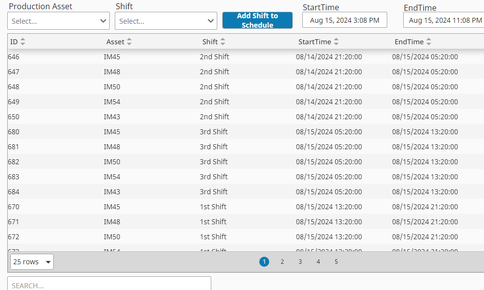 Production Asset Shift StartTime EndTime
Select... Select... Add Shift to Schedule Aug 15, 2024 3:08 PM Aug 15, 2024 11:08 PM
ID Asset Shift StartTime EndTime
646 IM45 2nd Shift 08/14/2024 21:20:00 08/15/2024 05:20:00
647 IM48 2nd Shift 08/14/2024 21:20:00 08/15/2024 05:20:00
648 IM50 2nd Shift 08/14/2024 21:20:00 08/15/2024 05:20:00
649 IM54 2nd Shift 08/14/2024 21:20:00 08/15/2024 05:20:00
650 IM43 2nd Shift 08/14/2024 21:20:00 08/15/2024 05:20:00
680 IM45 3rd Shift 08/15/2024 05:20:00 08/15/2024 13:20:00
681 IM48 3rd Shift 08/15/2024 05:20:00 08/15/2024 13:20:00
682 IM50 3rd Shift 08/15/2024 05:20:00 08/15/2024 13:20:00
683 IM54 3rd Shift 08/15/2024 05:20:00 08/15/2024 13:20:00
684 IM43 3rd Shift 08/15/2024 05:20:00 08/15/2024 13:20:00
670 IM45 1st Shift 08/15/2024 13:20:00 08/15/2024 21:20:00
671 IM48 1st Shift 08/15/2024 13:20:00 08/15/2024 21:20:00
672 IM50 1st Shift 08/15/2024 13:20:00 08/15/2024 21:20:00
25 rows 1 2 3 4 5
SEARCH...